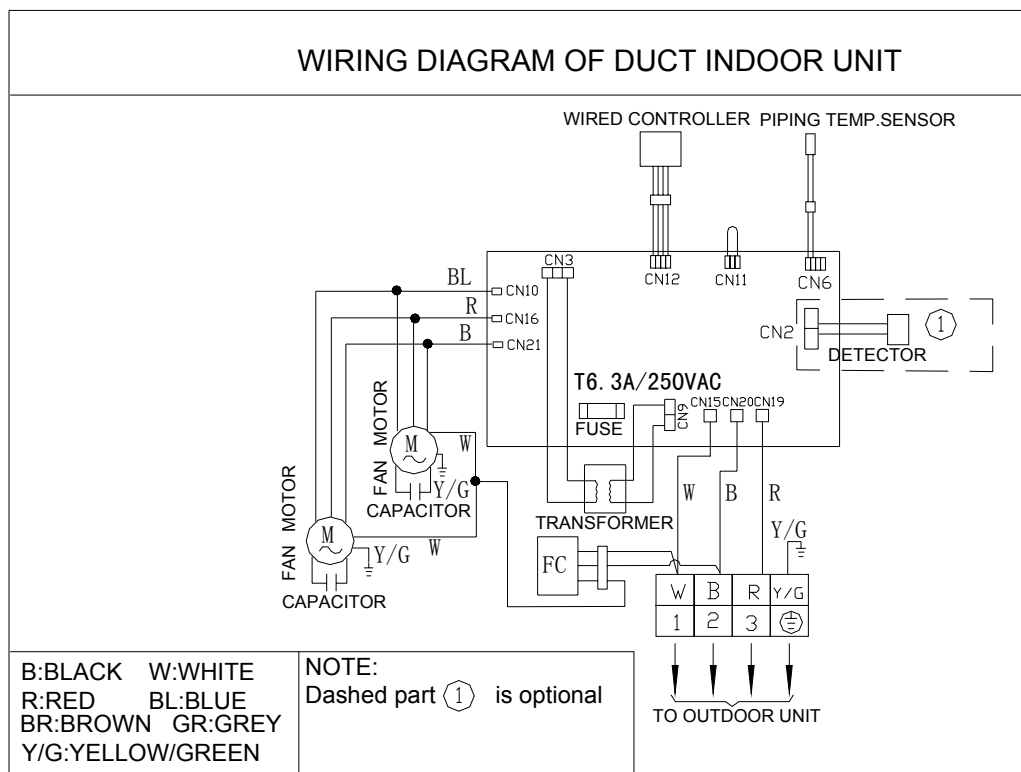 WIRING DIAGRAM OF DUCT INDOOR UNIT
WIRED CONTROLLER
PIPING TEMP.SENSOR
CN3
CN12
CN11
CN6
BL
CN10
R
CN16
B
CN21
CN2
DETECTOR
1
T6.3A/250VAC
FUSE
CN9
CN15
CN20
CN19
FAN MOTOR
M
W
Y/G
CAPACITOR
FAN MOTOR
M
Y/G
W
CAPACITOR
TRANSFORMER
W
B
R
Y/G
FC
W B R Y/G
1 2 3
TO OUTDOOR UNIT
B:BLACK W:WHITE
R:RED BL:BLUE
BR:BROWN GR:GREY
Y/G:YELLOW/GREEN
NOTE:
Dashed part 1 is optional